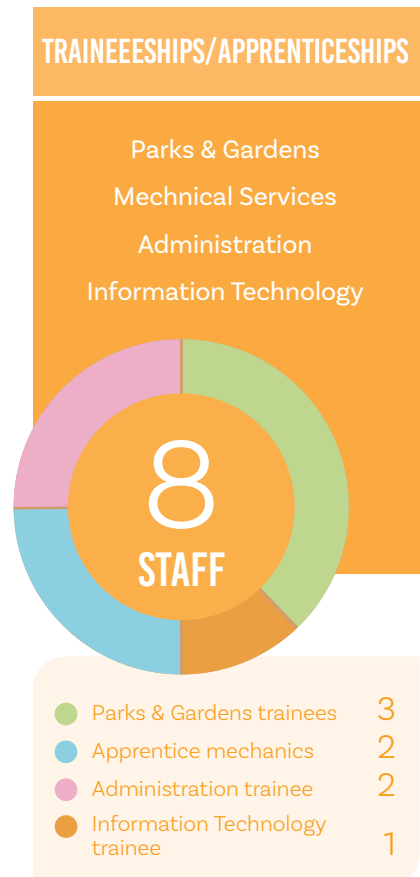 TRAINEEESHIPS/APPRENTICESHIPS
Parks & Gardens
Mechnical Services
Administration
Information Technology
8
STAFF
Parks & Gardens trainees 3
Apprentice mechanics 2
Administration trainee 2
Information Technology
trainee 1